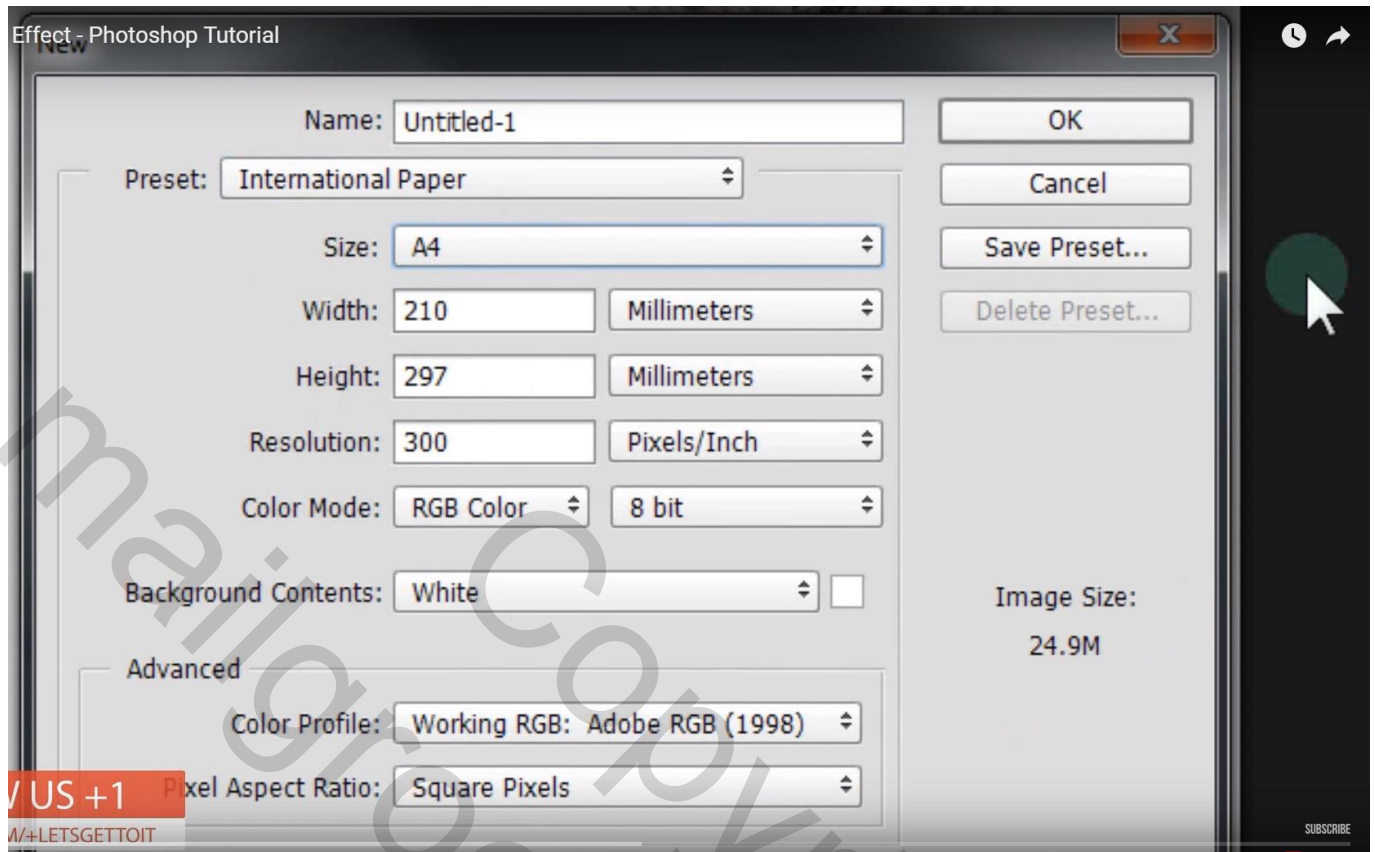 Effect - Photoshop Tutorial
New
Name: Untitled-1 OK
Preset: International Paper Cancel
Size: A4 Save Preset...
Width: 210 Millimeters Delete Preset...
Height: 297 Millimeters
Resolution: 300 Pixels/Inch
Color Mode: RGB Color 8 bit
Background Contents: White Image Size:
24.9M
Advanced
Color Profile: Working RGB: Adobe RGB (1998)
Pixel Aspect Ratio: Square Pixels
US +1
M/+LETSGETTOIT
SUBSCRIBE